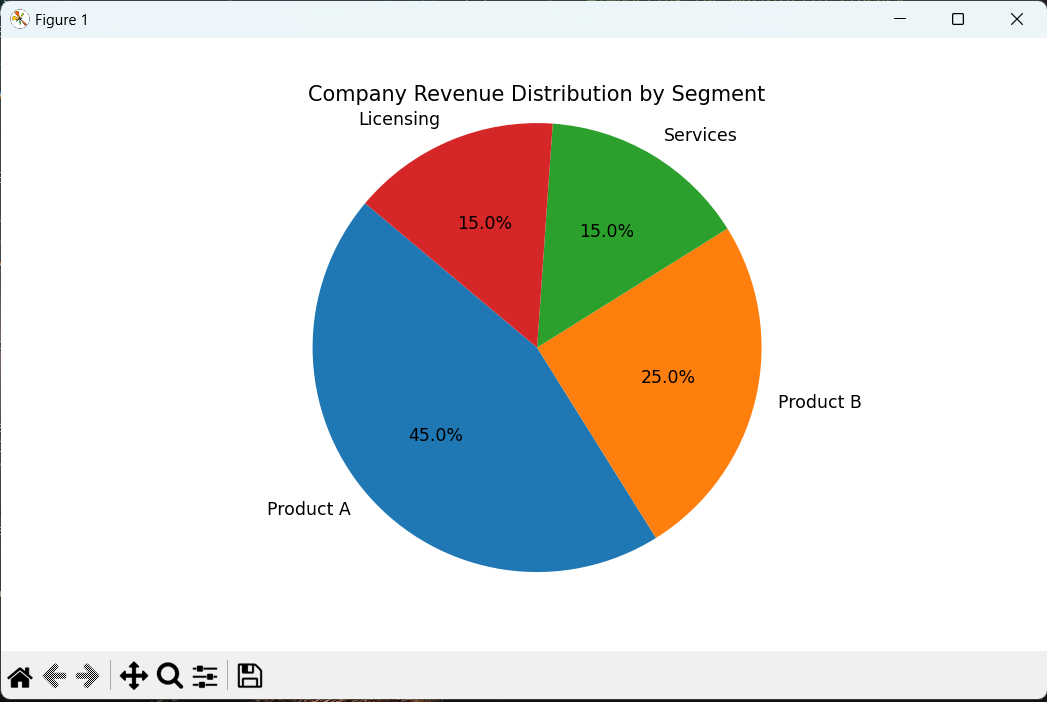 Figure 1
Company Revenue Distribution by Segment
Licensing
Services
15.0%
15.0%
25.0%
Product B
45.0%
Product A